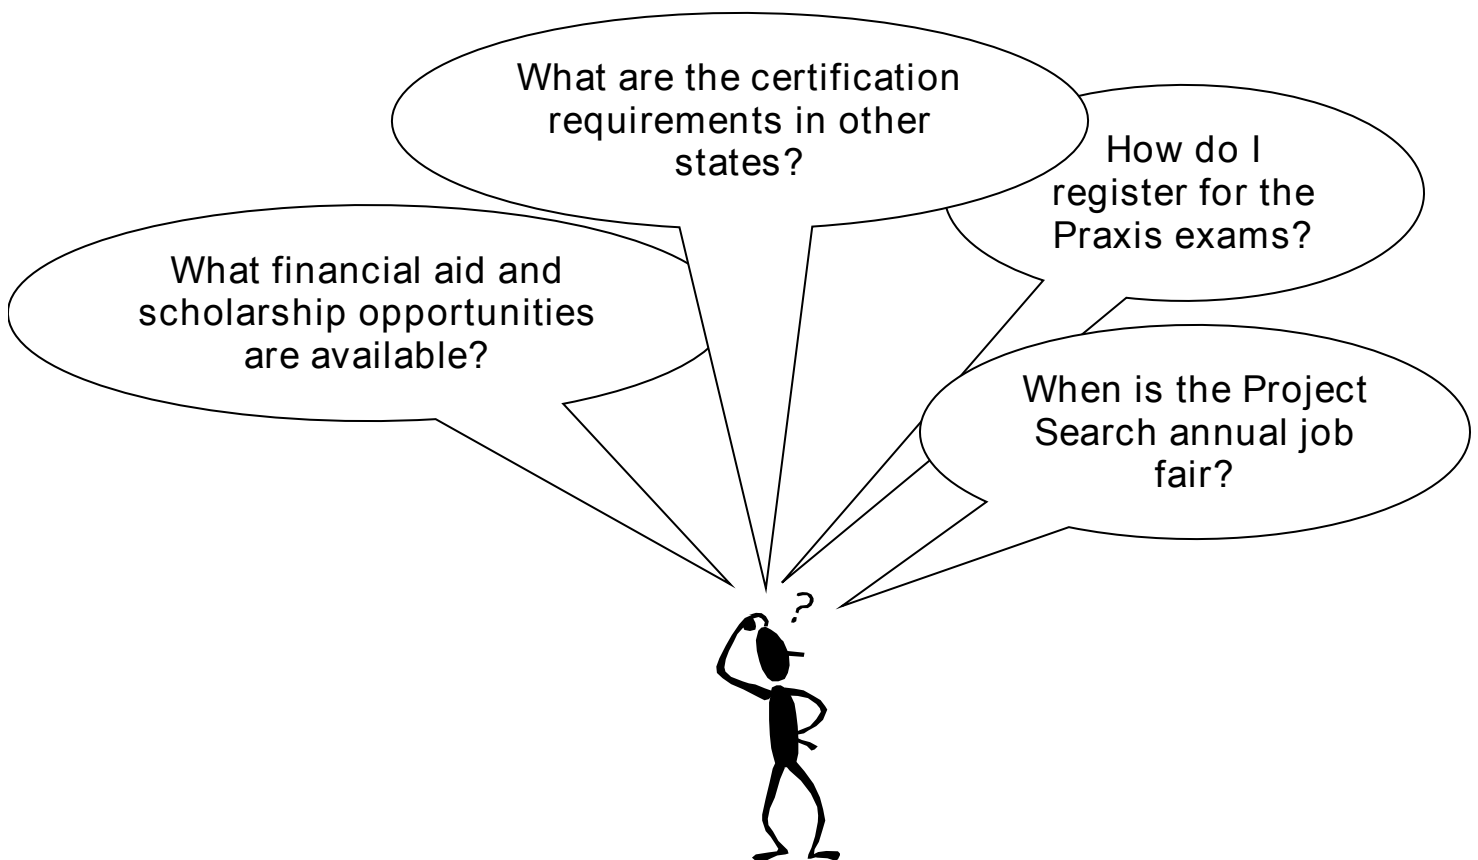 What are the certification
requirements in other
states?
How do I
register for the
Praxis exams?
What financial aid and
scholarship opportunities
are available?
When is the Project
Search annual job
fair?
?